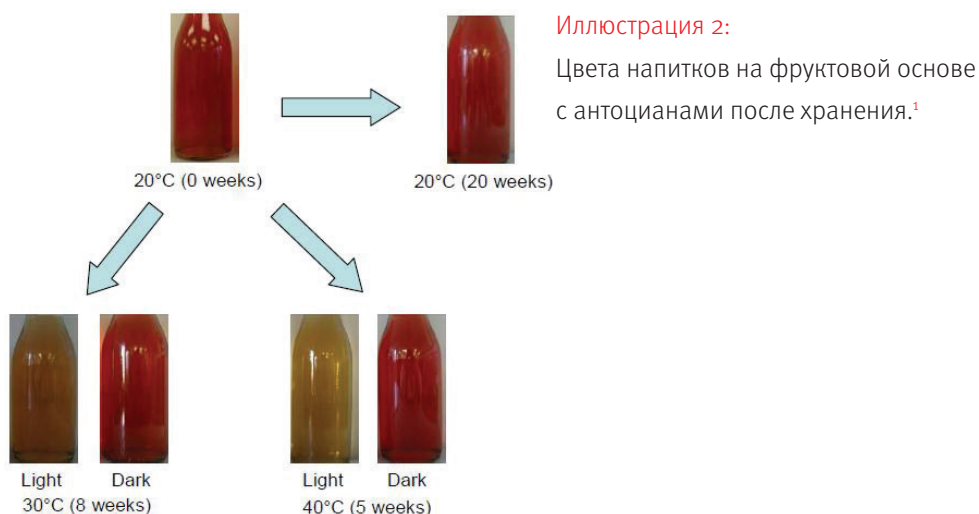 Иллюстрация 2:
Цвета напитков на фруктовой основе
с антоцианами после хранения.¹
20°C (0 weeks)
20°C (20 weeks)
Light Dark
30°C (8 weeks)
Light Dark
40°C (5 weeks)